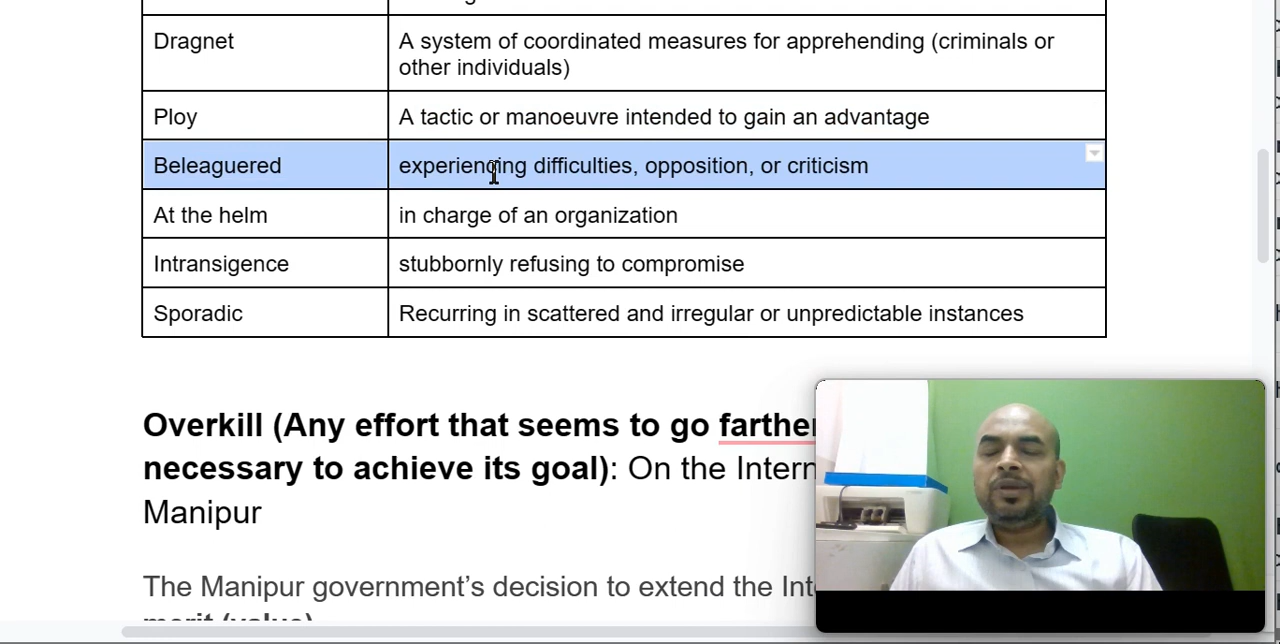 Dragnet
A system of coordinated measures for apprehending (criminals or
other individuals)
Ploy
A tactic or manoeuvre intended to gain an advantage
Beleaguered
experiencing difficulties, opposition, or criticism
At the helm
in charge of an organization
Intransigence
stubbornly refusing to compromise
Sporadic
Recurring in scattered and irregular or unpredictable instances
Overkill (Any effort that seems to go farther
necessary to achieve its goal): On the Intern
Manipur
The Manipur government’s decision to extend the Inte
merit (value)